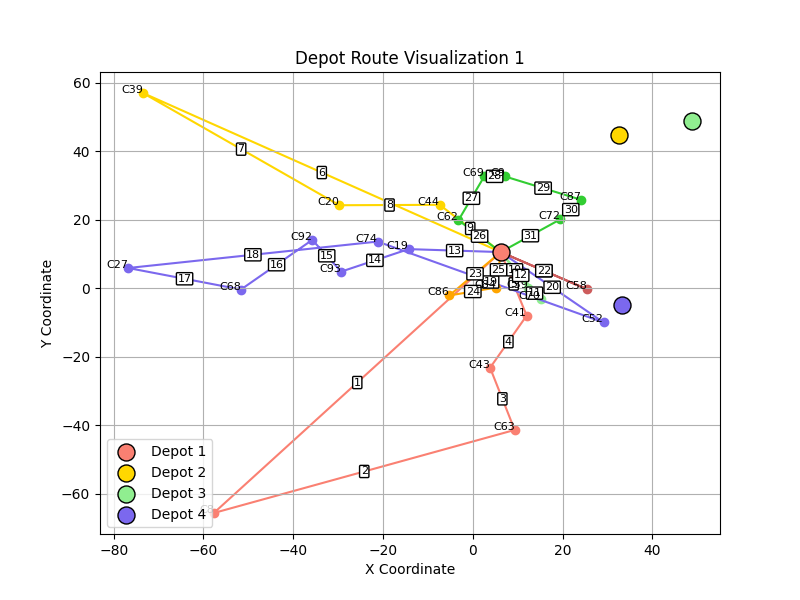 Depot Route Visualization 1
Y Coordinate
60
40
20
0
−20
−40
−60
C39
7
6
C20
8
C44
C62
C69
28
27
29
C87
30
C72
31
9
26
C92
C74
C19
13
15
14
C93
18
C27
17
16
C68
C86
23
25
24
12
22
20
C58
C52
C41
4
C43
3
C63
1
2
Depot 1
Depot 2
Depot 3
Depot 4
−80
−60
−40
−20
0
20
40
X Coordinate